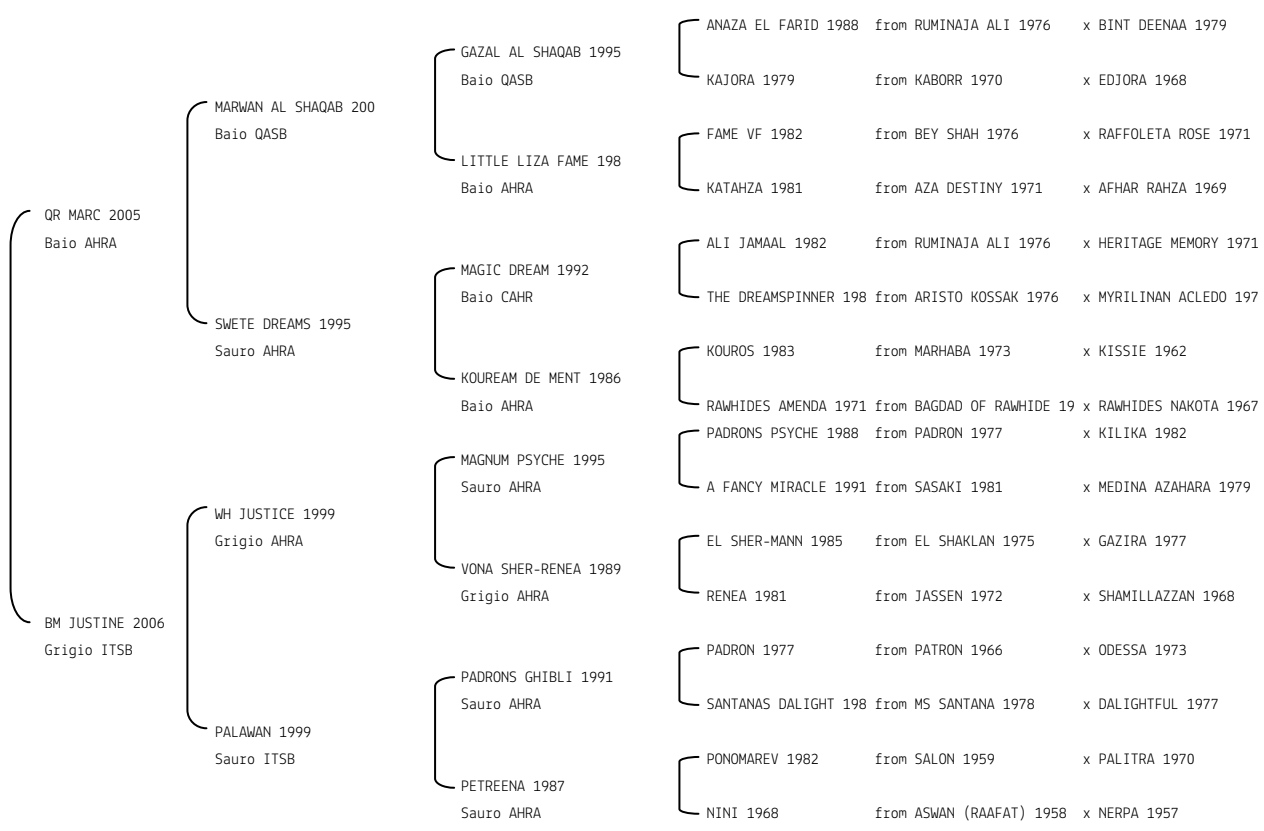 ANAZA EL FARID 1988 from RUMINAJA ALI 1976 x BINT DEENAA 1979
GAZAL AL SHAQAB 1995
Baio QASB
KAJORA 1979 from KABORR 1970 x EDJORA 1968
MARWAN AL SHAQAB 200
Baio QASB
FAME VF 1982 from BEY SHAH 1976 x RAFFOLETA ROSE 1971
LITTLE LIZA FAME 198
Baio AHRA
KATAHZA 1981 from AZA DESTINY 1971 x AFHAR RAHZA 1969
QR MARC 2005
Baio AHRA
ALI JAMAAL 1982 from RUMINAJA ALI 1976 x HERITAGE MEMORY 1971
MAGIC DREAM 1992
Baio CAHR
THE DREAMSPINNER 198 from ARISTO KOSSAK 1976 x MYRILINAN ACLEDO 197
SWETE DREAMS 1995
Sauro AHRA
KOUROS 1983 from MARHABA 1973 x KISSIE 1962
KOUREAM DE MENT 1986
Baio AHRA
RAWHIDES AMENDA 1971 from BAGDAD OF RAWHIDE 19 x RAWHIDES NAKOTA 1967
PADRONS PSYCHE 1988 from PADRON 1977 x KILIKA 1982
MAGNUM PSYCHE 1995
Sauro AHRA
A FANCY MIRACLE 1991 from SASAKI 1981 x MEDINA AZAHARA 1979
WH JUSTICE 1999
Grigio AHRA
EL SHER-MANN 1985 from EL SHAKLAN 1975 x GAZIRA 1977
VONA SHER-RENEA 1989
Grigio AHRA
RENEA 1981 from JASSEN 1972 x SHAMILLAZZAN 1968
BM JUSTINE 2006
Grigio ITSB
PADRON 1977 from PATRON 1966 x ODESSA 1973
PADRONS GHIBLI 1991
Sauro AHRA
SANTANAS DALIGHT 198 from MS SANTANA 1978 x DALIGHTFUL 1977
PALAWAN 1999
Sauro ITSB
PONOMAREV 1982 from SALON 1959 x PALITRA 1970
PETREENA 1987
Sauro AHRA
NINI 1968 from ASWAN (RAAFAT) 1958 x NERPA 1957